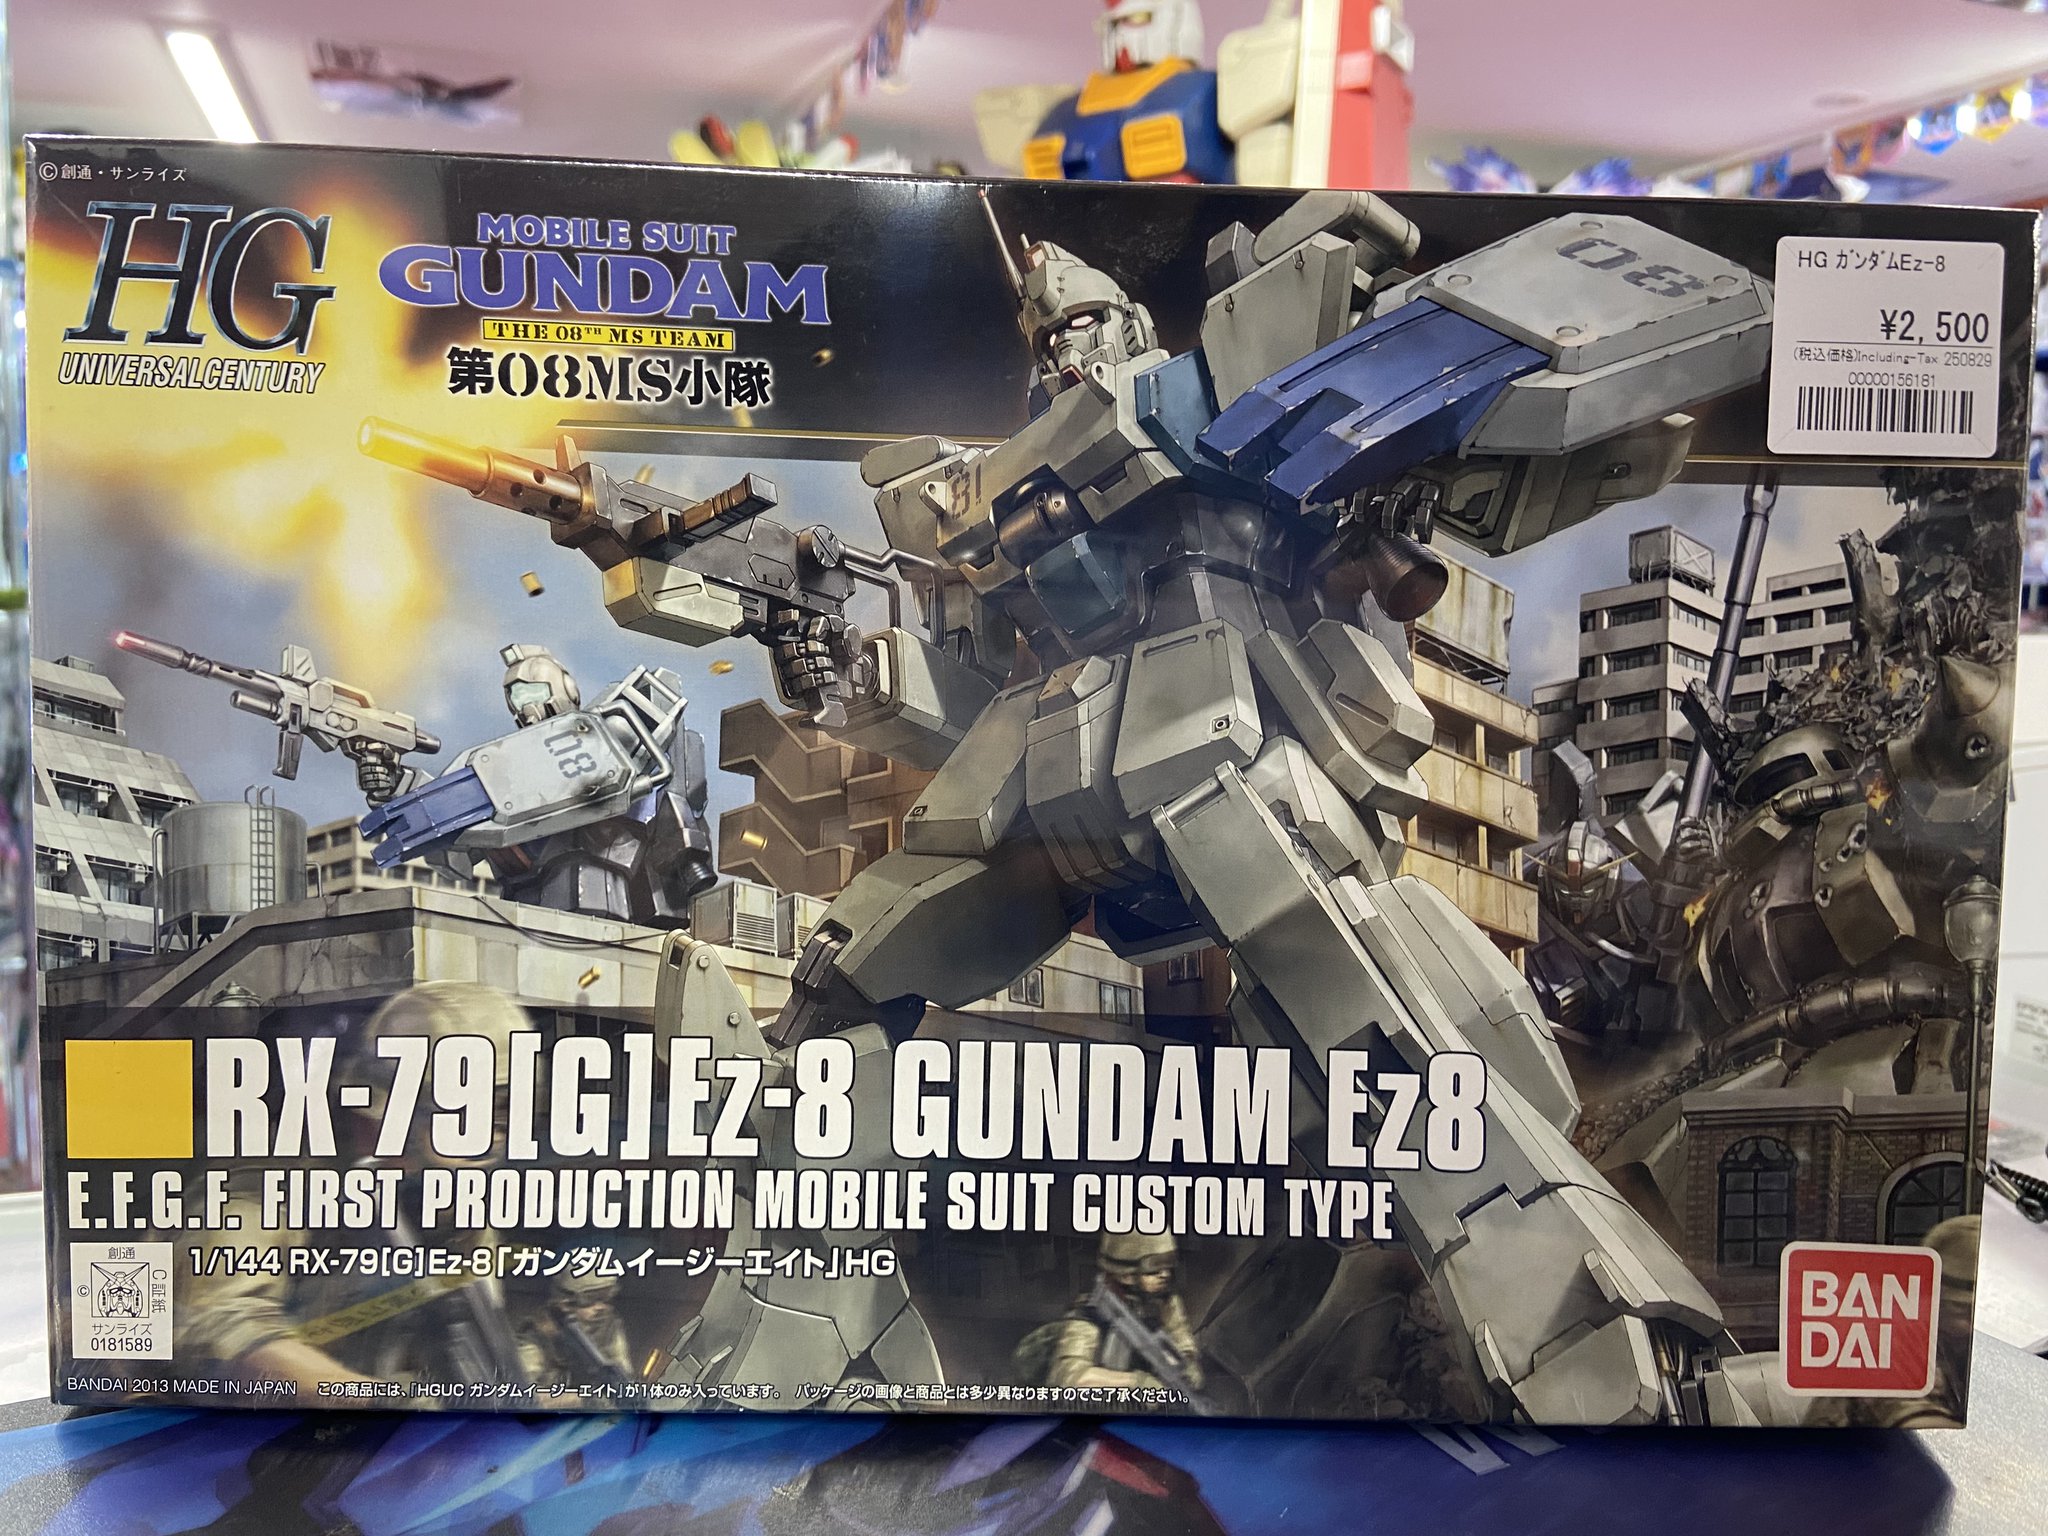 ©創通・サンライズ
HG
UNIVERSAL CENTURY
MOBILE SUIT
GUNDAM
THE 08TH MS TEAM
第08MS小隊
HG ガンダムEz-8
¥2,500
(税込価格)Including-Tax 250829
00000156181
08
81
08
RX-79[G]Ez-8 GUNDAM Ez8
E.F.G.F. FIRST PRODUCTION MOBILE SUIT CUSTOM TYPE
1/144 RX-79[G]Ez-8「ガンダムイージーエイト」HG
創通
©
サンライズ
0181589
BANDAI 2013 MADE IN JAPAN
この商品には、『HGUC ガンダムイージーエイト』が1体のみ入っています。 パッケージの画像と商品とは多少異なりますのでご了承ください。
BAN
DAI